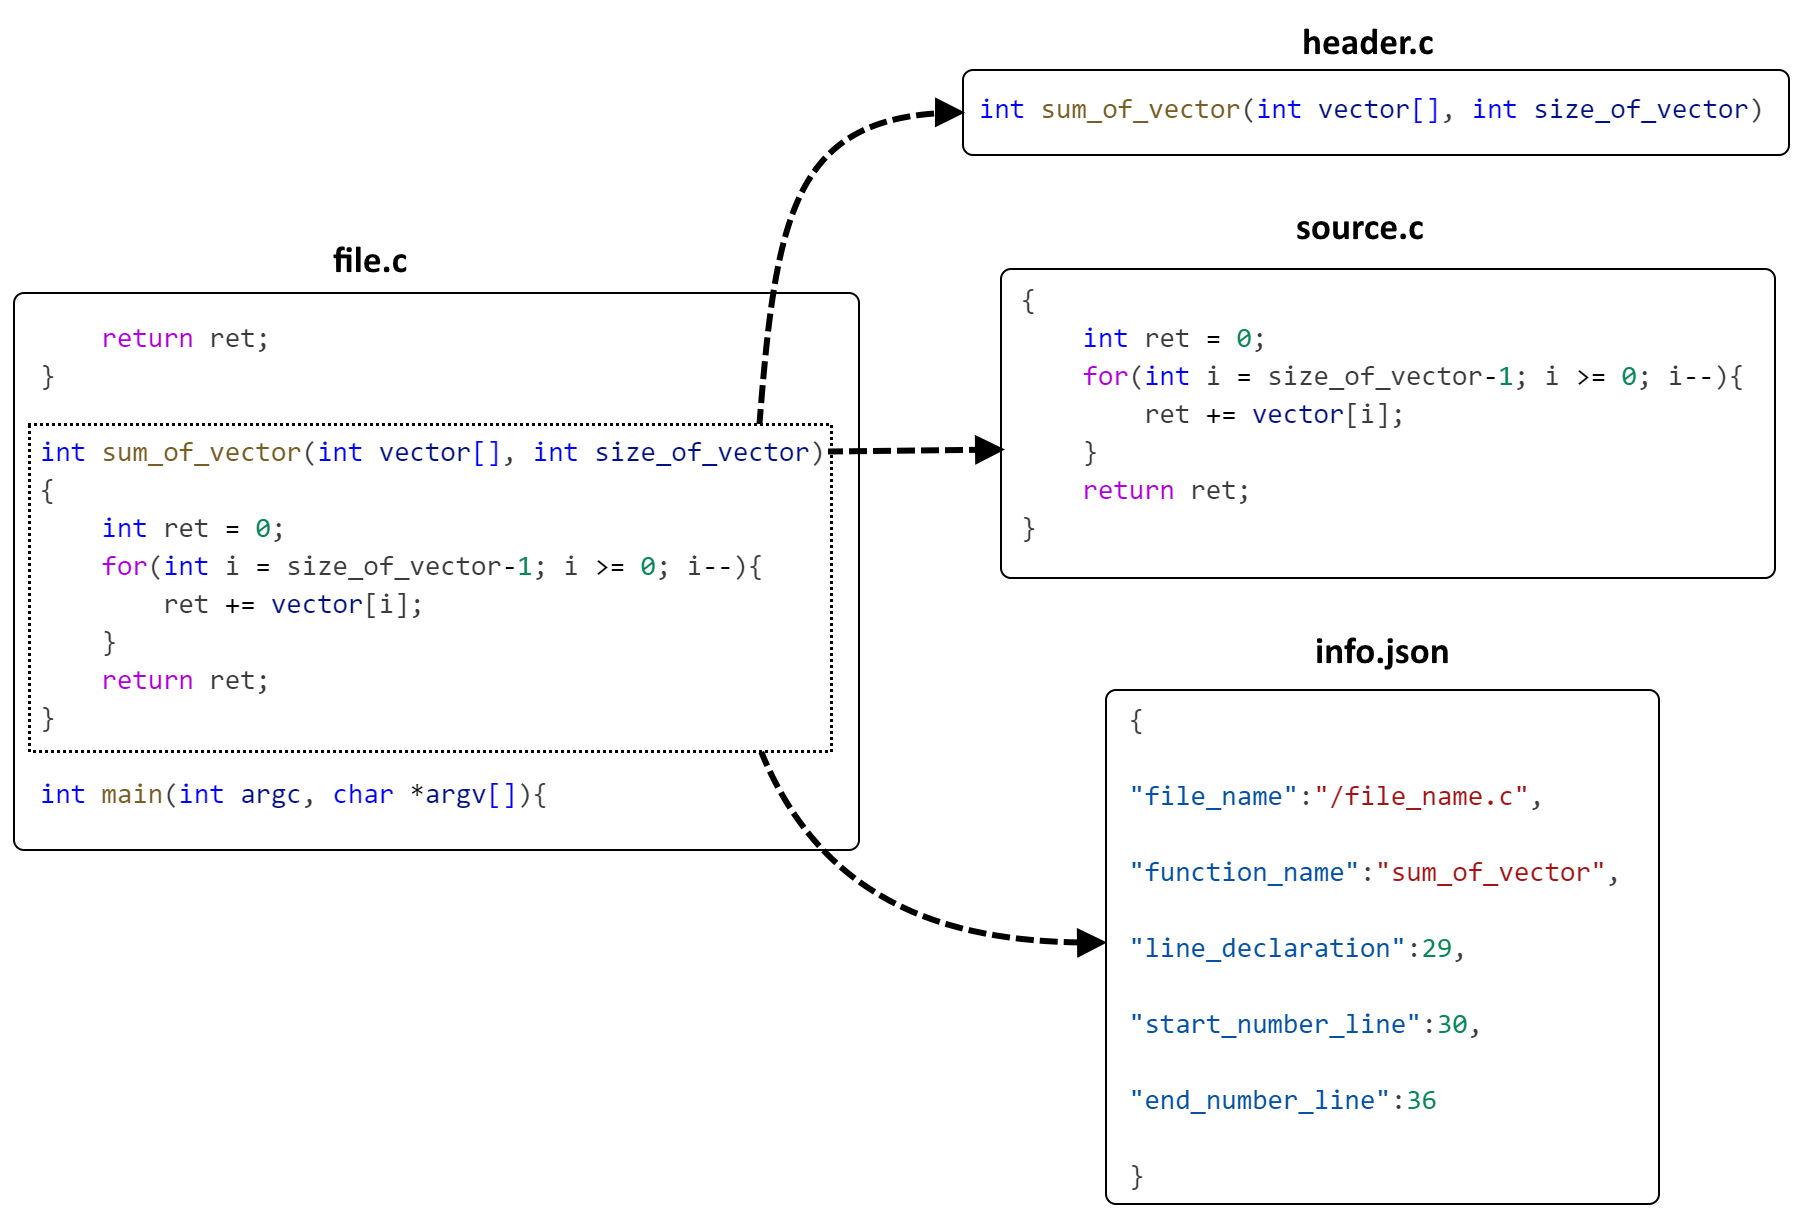 header.c
int sum_of_vector(int vector[], int size_of_vector)
source.c
{
    int ret = 0;
    for(int i = size_of_vector-1; i >= 0; i--){
        ret += vector[i];
    }
    return ret;
}
file.c
    return ret;
}
int sum_of_vector(int vector[], int size_of_vector)
{
    int ret = 0;
    for(int i = size_of_vector-1; i >= 0; i--){
        ret += vector[i];
    }
    return ret;
}
int main(int argc, char *argv[]){
info.json
{
"file_name":"/file_name.c",
"function_name":"sum_of_vector",
"line_declaration":29,
"start_number_line":30,
"end_number_line":36
}